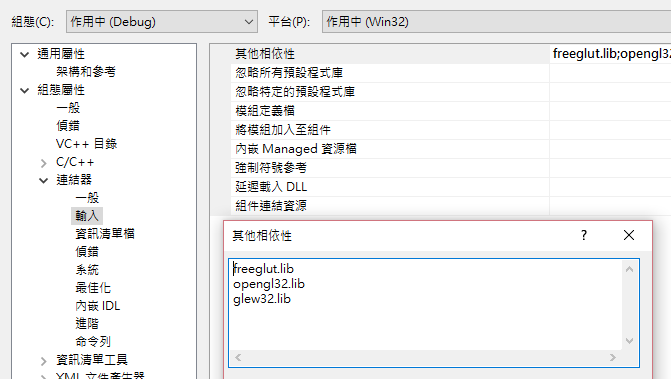 組態(C): 作用中 (Debug) 平台(P): 作用中 (Win32)
通用屬性
架構和參考
組態屬性
一般
偵錯
VC++ 目錄
C/C++
連結器
一般
輸入
資訊清單檔
偵錯
系統
最佳化
內嵌 IDL
進階
命令列
資訊清單工具
XML 文件產生器
其他相依性 freeglut.lib;opengl32
忽略所有預設程式庫
忽略特定的預設程式庫
模組定義檔
將模組加入至組件
內嵌 Managed 資源檔
強制符號參考
延遲載入 DLL
組件連結資源
其他相依性 ?
freeglut.lib
opengl32.lib
glew32.lib